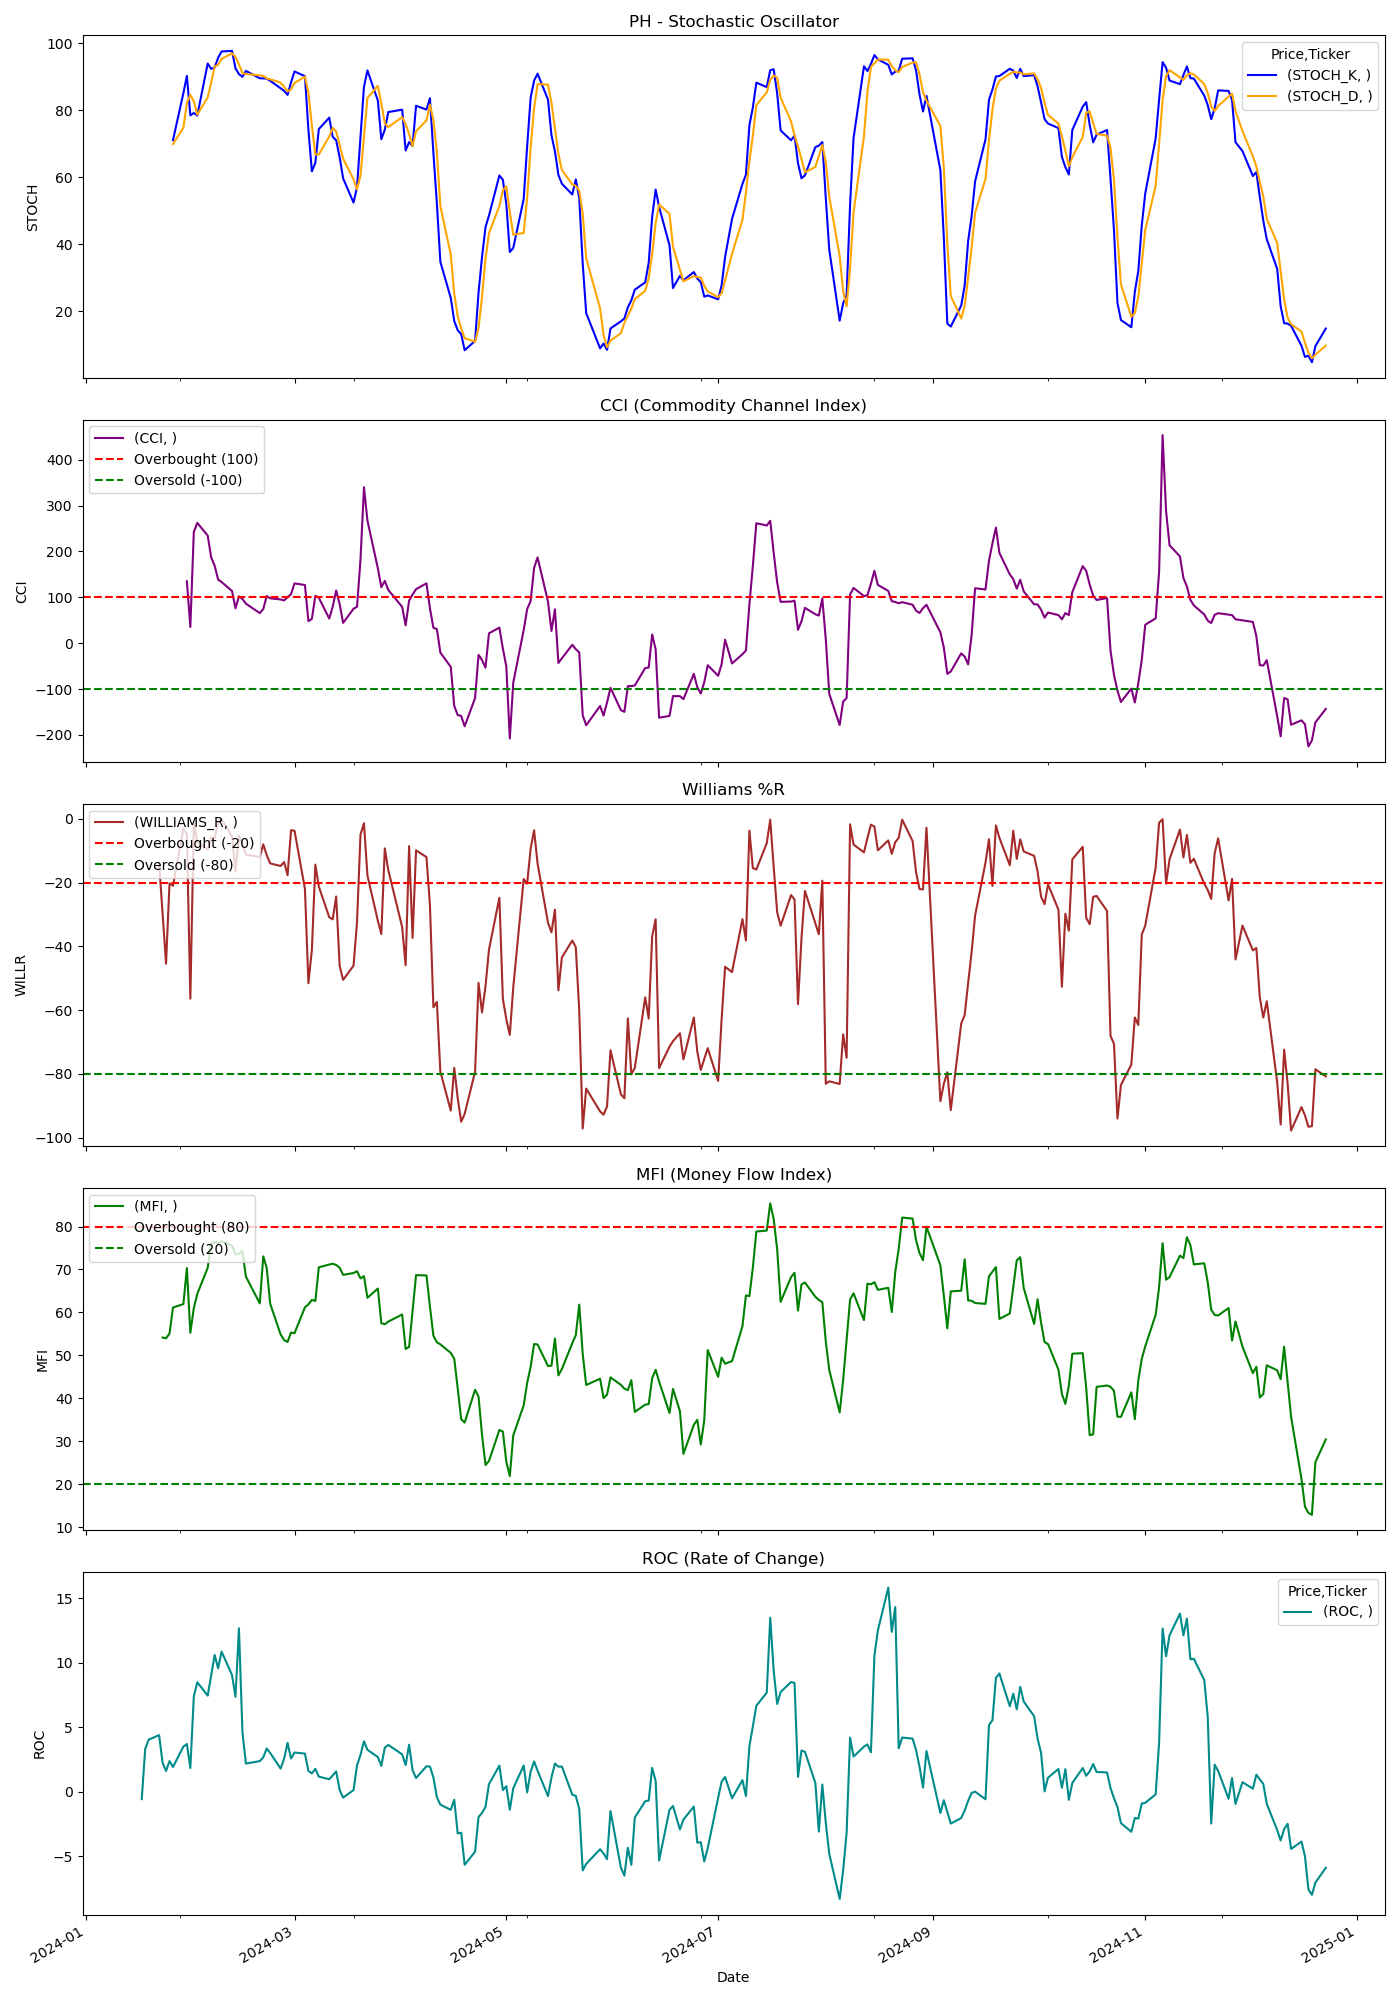 PH - Stochastic Oscillator
100
80
60
40
20
STOCH
Price,Ticker
(STOCH_K, )
(STOCH_D, )
CCI (Commodity Channel Index)
400
300
200
100
0
−100
−200
CCI
(CCI, )
Overbought (100)
Oversold (-100)
Williams %R
0
−20
−40
−60
−80
−100
WILLR
(WILLIAMS_R, )
Overbought (-20)
Oversold (-80)
MFI (Money Flow Index)
80
70
60
50
40
30
20
10
MFI
(MFI, )
Overbought (80)
Oversold (20)
ROC (Rate of Change)
15
10
5
0
−5
ROC
Price,Ticker
(ROC, )
2024-01
2024-03
2024-05
2024-07
2024-09
2024-11
2025-01
Date